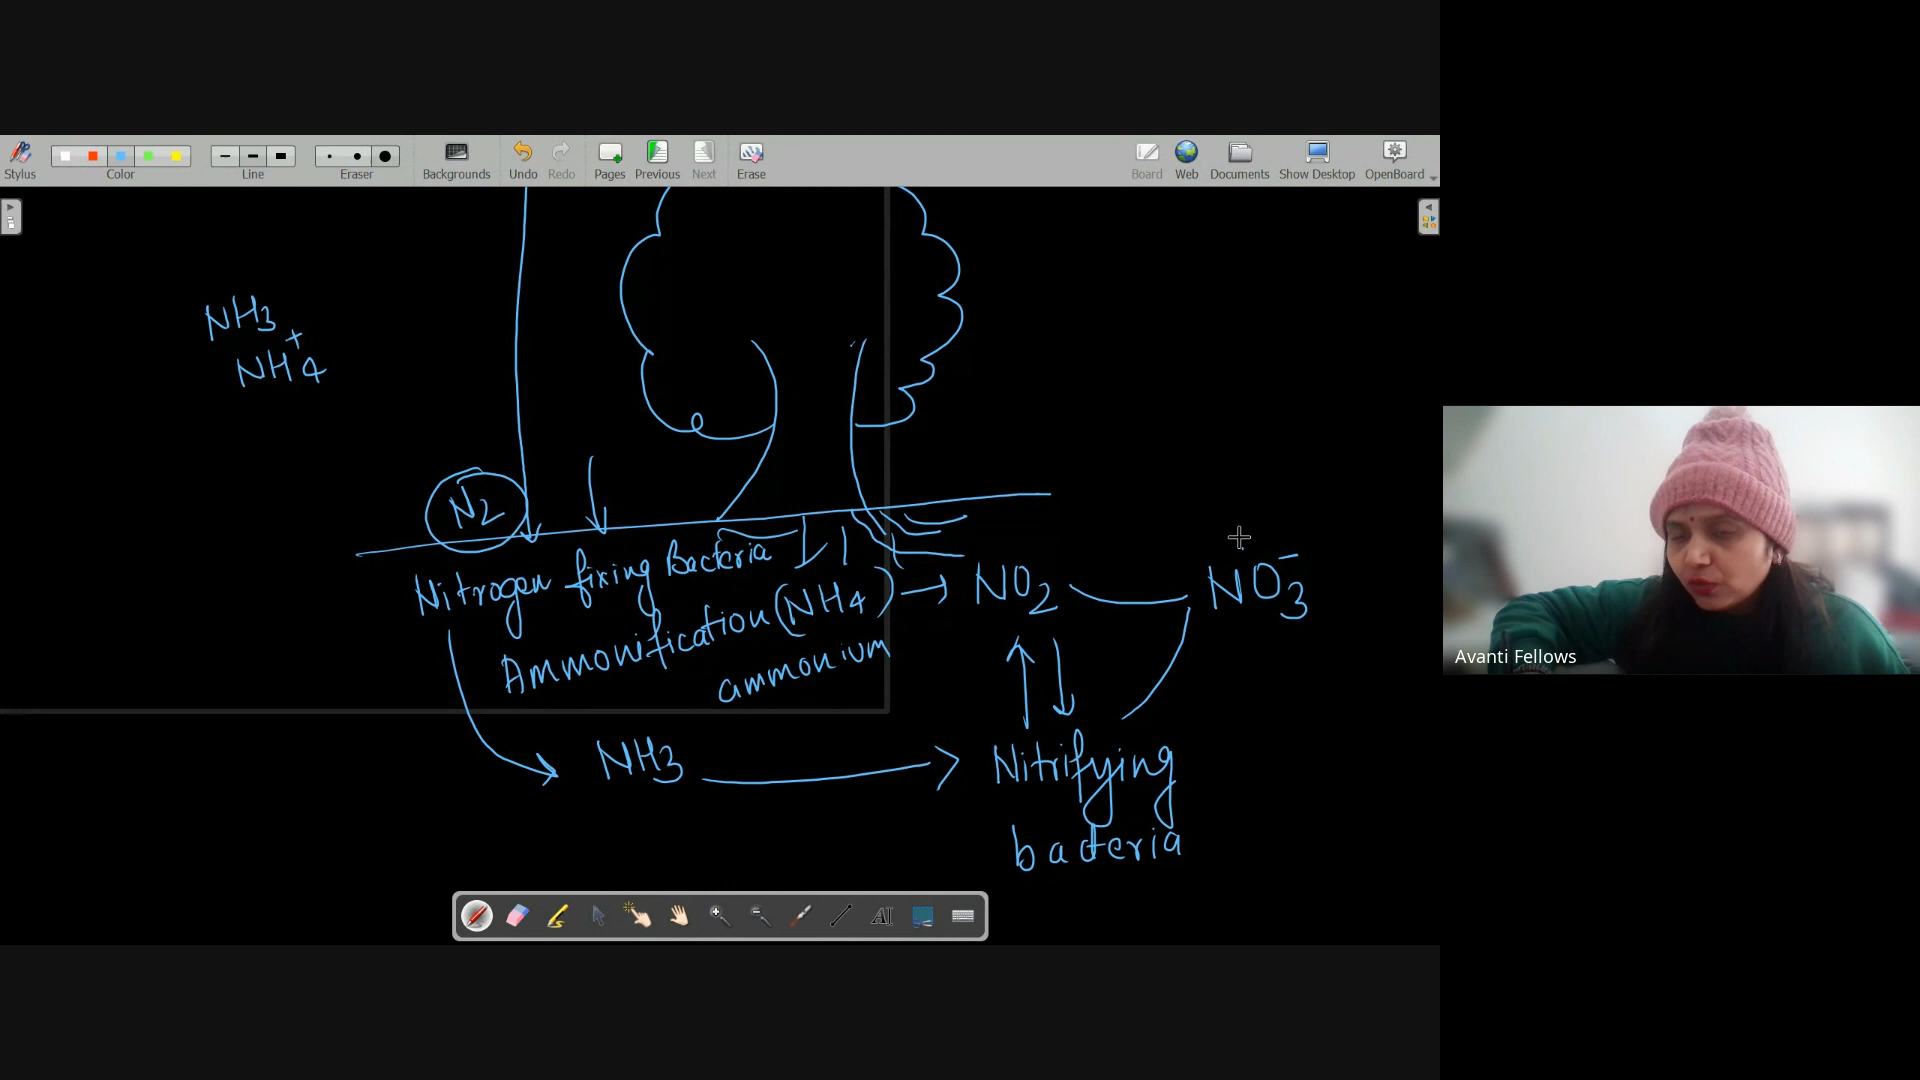 Stylus
Color
Line
Eraser
Backgrounds
Undo
Redo
Pages
Previous
Next
Erase
Board
Web
Documents
Show Desktop
OpenBoard
NH3
NH4+
N2
Nitrogen fixing Bacteria
Ammonification (NH4) → NO2
NO3-
ammonium
NH3
Nitrifying
bacteria
Avanti Fellows